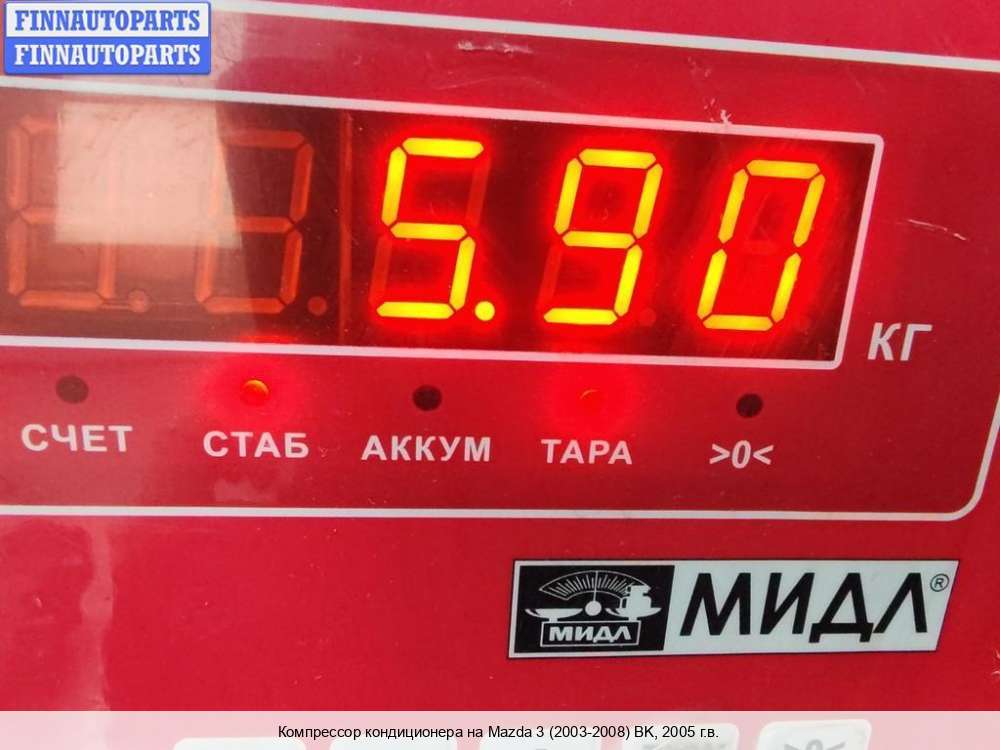 FINNAUTOPARTS
FINNAUTOPARTS
5.90
КГ
СЧЕТ СТАБ АККУМ ТАРА >0<
МИДЛ МИДЛ®
Компрессор кондиционера на Mazda 3 (2003-2008) BK, 2005 г.в.